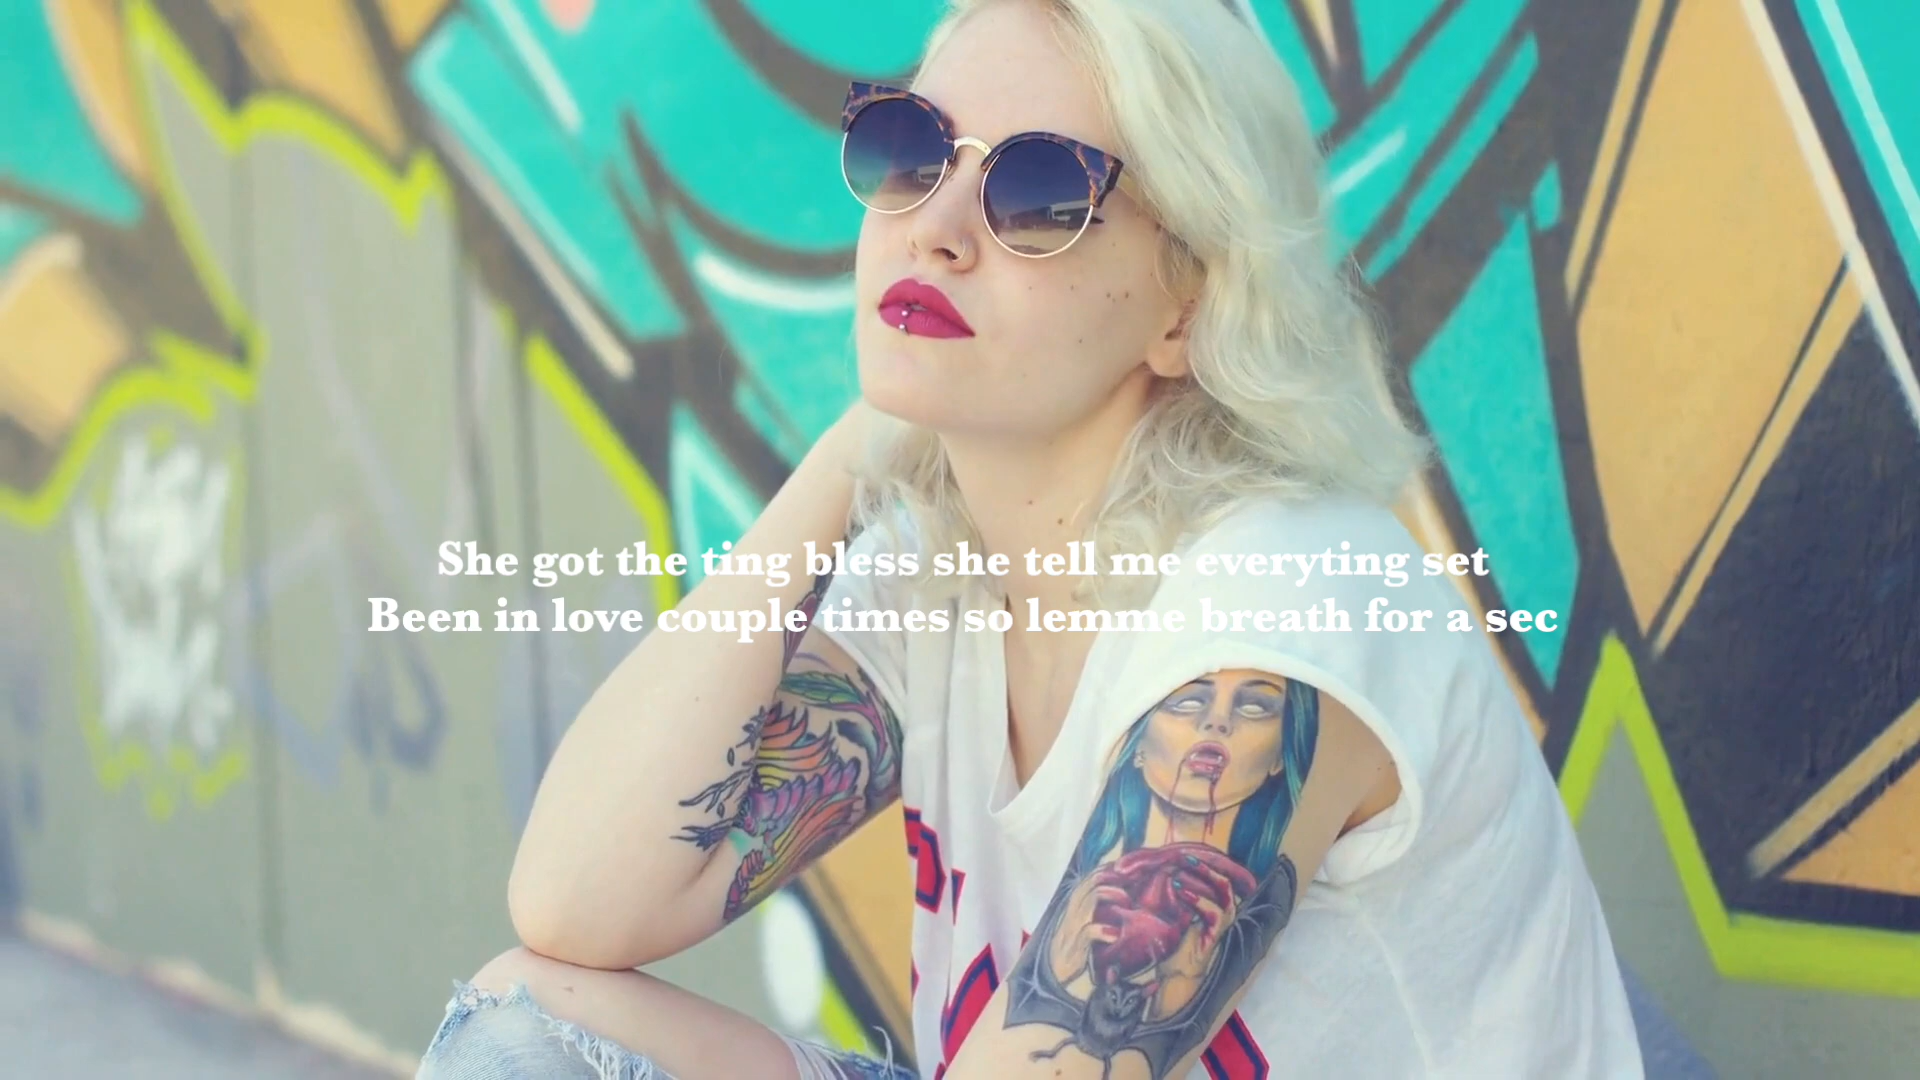 She got the ting bless she tell me everyting set
Been in love couple times so lemme breath for a sec